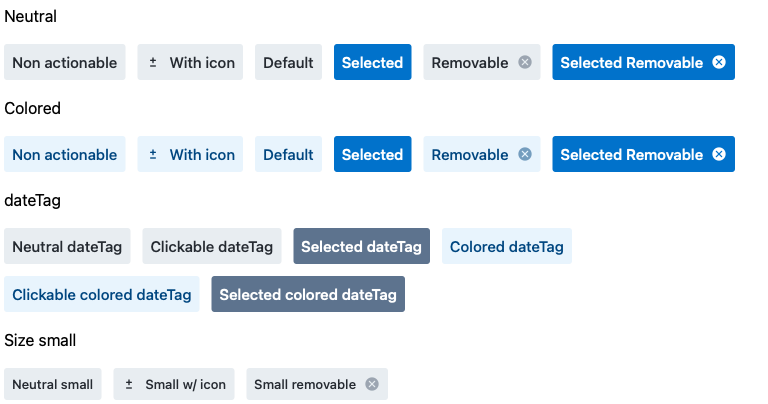 Neutral
Non actionable ± With icon Default Selected Removable Selected Removable
Colored
Non actionable ± With icon Default Selected Removable Selected Removable
dateTag
Neutral dateTag Clickable dateTag Selected dateTag Colored dateTag
Clickable colored dateTag Selected colored dateTag
Size small
Neutral small ± Small w/ icon Small removable